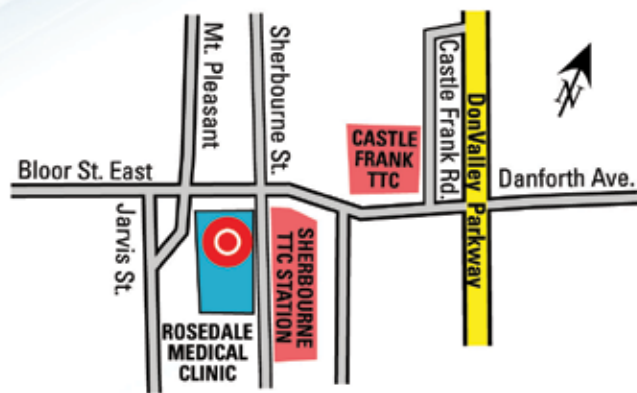 Mt. Pleasant
Sherbourne St.
Castle Frank Rd.
DonValley Parkway
N
CASTLE
FRANK
TTC
Bloor St. East
Danforth Ave.
Jarvis St.
SHERBOURNE
TTC STATION
ROSEDALE
MEDICAL
CLINIC